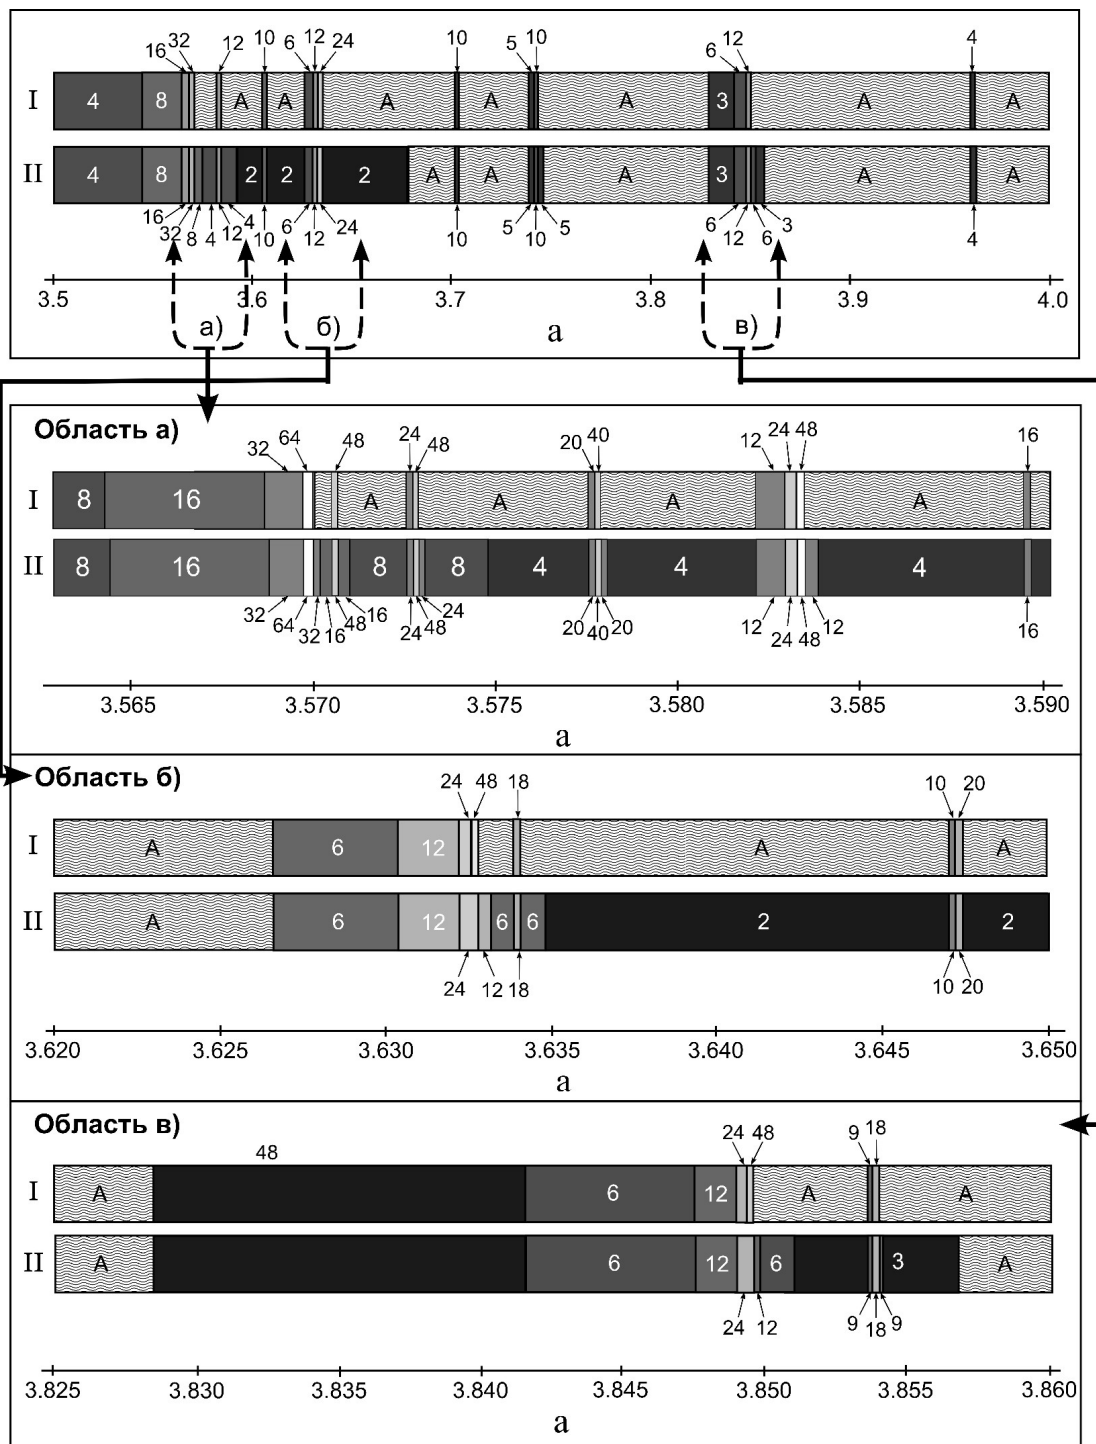 16 32 12 10 6 12 24 10 5 10 6 12 4
I 4 8 A A A A A 3 A A
II 4 8 2 2 2 A A A 3 A A
16 32 8 4 12 4 10 6 12 24 10 5 10 5 6 12 6 3 4
3.5 3.6 3.7 3.8 3.9 4.0
а) б) а в)
Область а)
32 64 48 24 48 20 40 12 24 48 16
I 8 16 A A A A
II 8 16 8 8 4 4 4
32 64 32 16 48 16 24 48 24 20 40 20 12 24 48 12 16
3.565 3.570 3.575 3.580 3.585 3.590
а
Область б)
24 48 18 10 20
I A 6 12 A A
II A 6 12 6 6 2 2
24 12 18 10 20
3.620 3.625 3.630 3.635 3.640 3.645 3.650
а
Область в)
48 24 48 9 18
I A 6 12 A A
II A 6 12 6 3 A
24 12 9 18 9
3.825 3.830 3.835 3.840 3.845 3.850 3.855 3.860
а